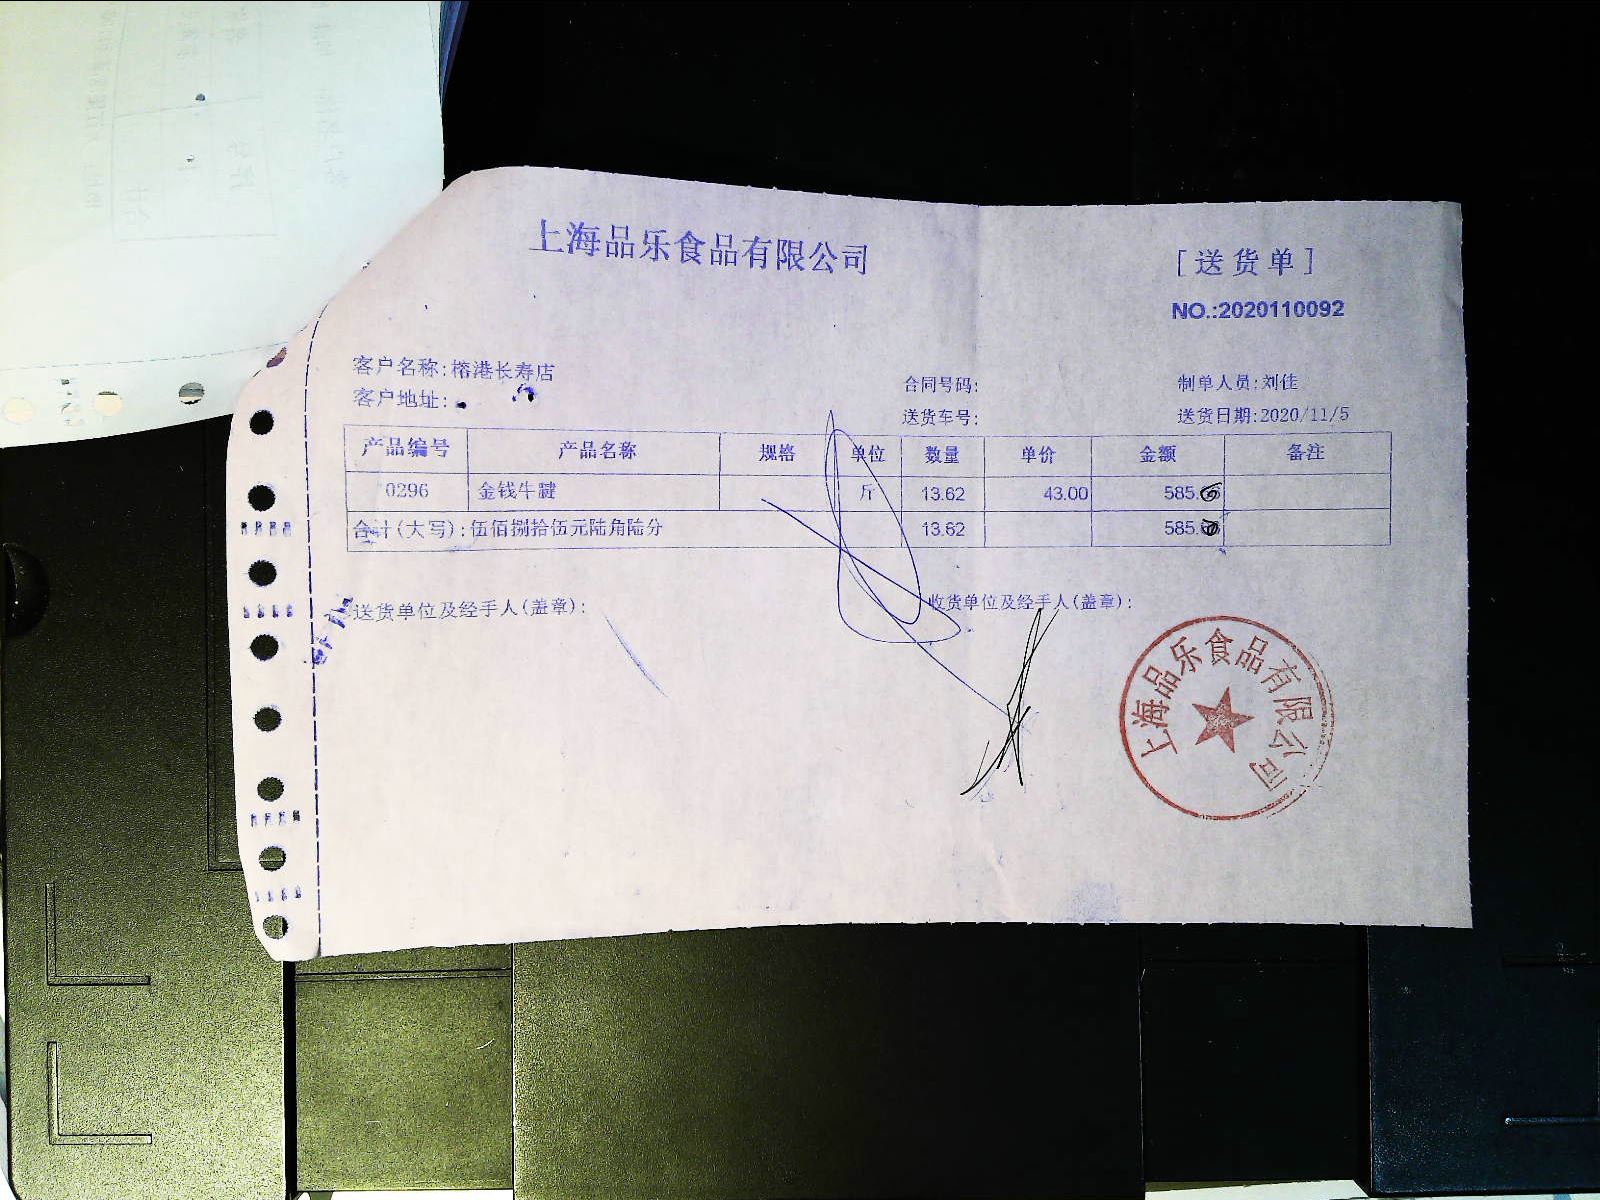 上海品乐食品有限公司
[送货单]
NO.:2020110092
客户名称:榕港长寿店
合同号码:
制单人员:刘佳
客户地址:
送货车号:
送货日期:2020/11/5
产品编号 产品名称 规格 单位 数量 单价 金额 备注
0296 金钱牛腱 斤 13.62 43.00 585.
合计(大写):伍佰捌拾伍元陆角陆分 13.62 585.
送货单位及经手人(盖章):
收货单位及经手人(盖章):
上海品乐食品有限公司